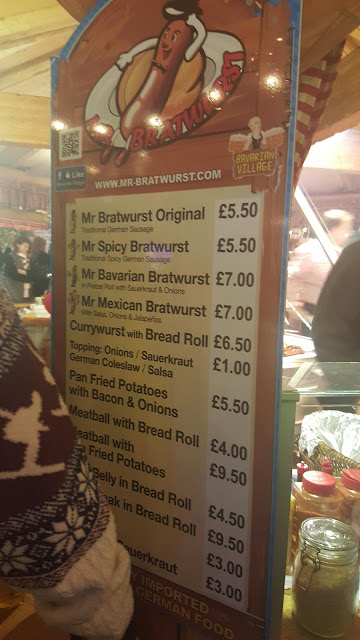 MR BRATWURST
Like
BAVARIAN
VILLAGE
WWW.MR-BRATWURST.COM
Mr Bratwurst Original £5.50
Traditional German Sausage
Mr Spicy Bratwurst £5.50
Traditional Spicy German Sausage
Mr Bavarian Bratwurst £7.00
in Pretzel Roll with Sauerkraut & Onions
Mr Mexican Bratwurst £7.00
With Salsa, Onions & Jalapeños
Currywurst with Bread Roll £6.50
Topping: Onions / Sauerkraut £1.00
German Coleslaw / Salsa
Pan Fried Potatoes
with Bacon & Onions £5.50
Meatball with Bread Roll £4.00
eatball with £9.50
Fried Potatoes
Belly in Bread Roll £4.50
ak in Bread Roll £9.50
£3.00
auerkraut £3.00
IMPORTED
GERMAN FOOD